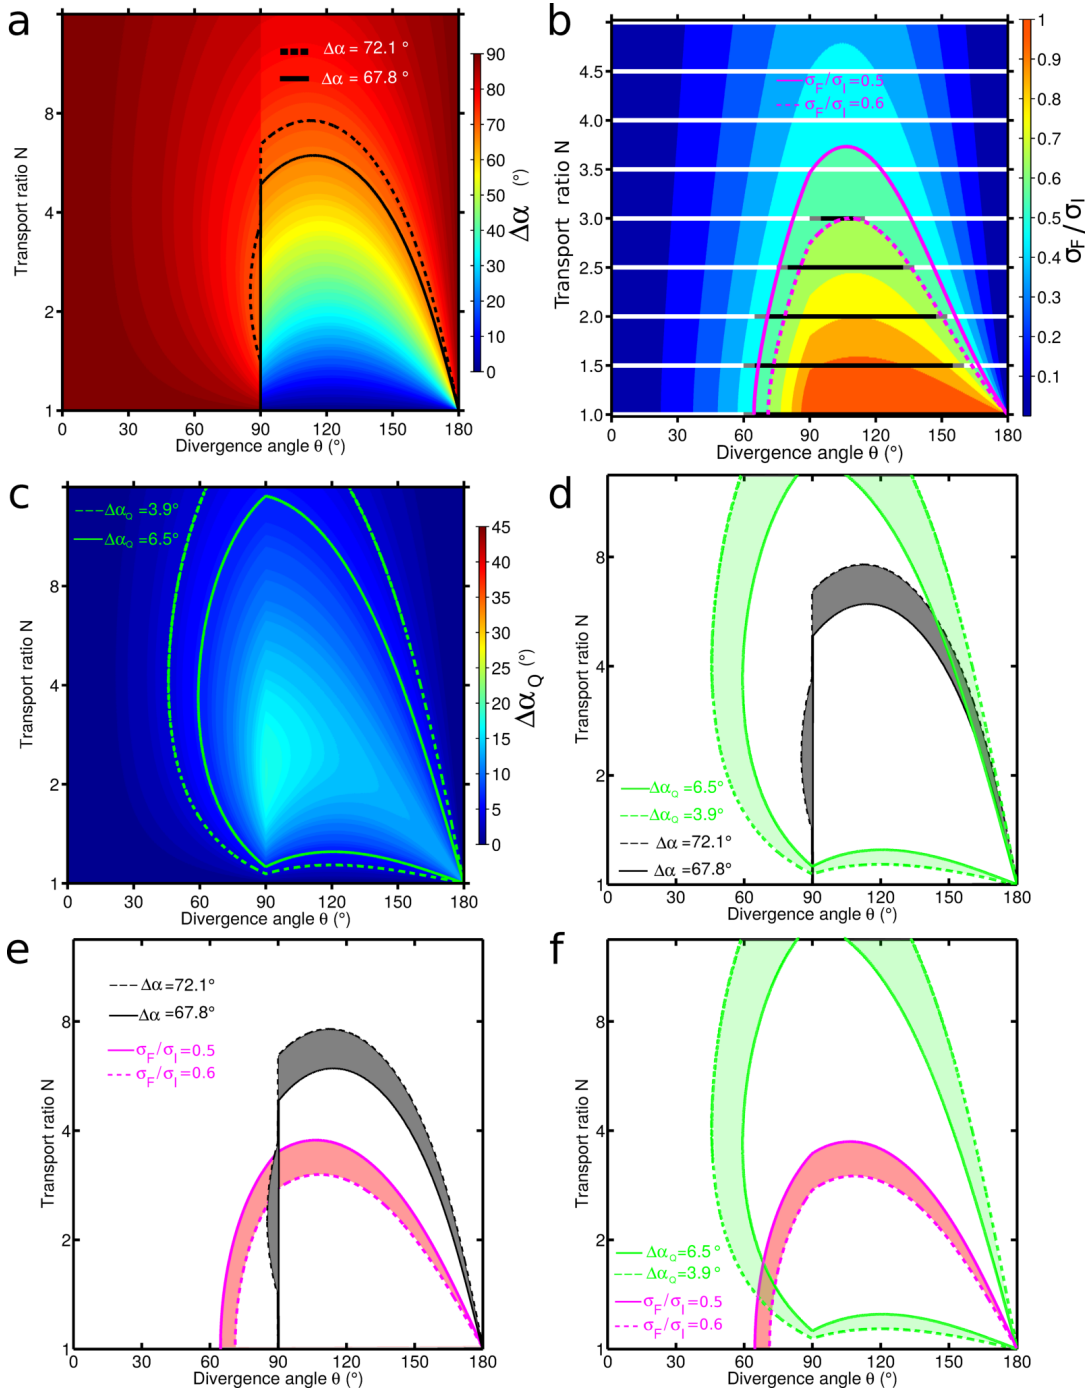 a
Δα = 72.1 °
Δα = 67.8 °
Transport ratio N
8
4
2
1
0
30
60
90
120
150
180
Divergence angle θ (°)
90
80
70
60
50
40
30
20
10
0
Δα (°)
b
σF/σI=0.5
σF/σI=0.6
Transport ratio N
4.5
4.0
3.5
3.0
2.5
2.0
1.5
1.0
0
30
60
90
120
150
180
Divergence angle θ (°)
1
0.9
0.8
0.7
0.6
0.5
0.4
0.3
0.2
0.1
σF / σI
c
ΔαQ =3.9°
ΔαQ =6.5°
Transport ratio N
8
4
2
1
0
30
60
90
120
150
180
Divergence angle θ (°)
45
40
35
30
25
20
15
10
5
0
ΔαQ (°)
d
Transport ratio N
8
4
2
1
ΔαQ =6.5°
ΔαQ =3.9°
Δα =72.1°
Δα =67.8°
0
30
60
90
120
150
180
Divergence angle θ (°)
e
Δα =72.1°
Δα =67.8°
σF/σI=0.5
σF/σI=0.6
Transport ratio N
8
4
2
1
0
30
60
90
120
150
180
Divergence angle θ (°)
f
Transport ratio N
8
4
2
1
ΔαQ=6.5°
ΔαQ=3.9°
σF/σI=0.5
σF/σI=0.6
0
30
60
90
120
150
180
Divergence angle θ (°)